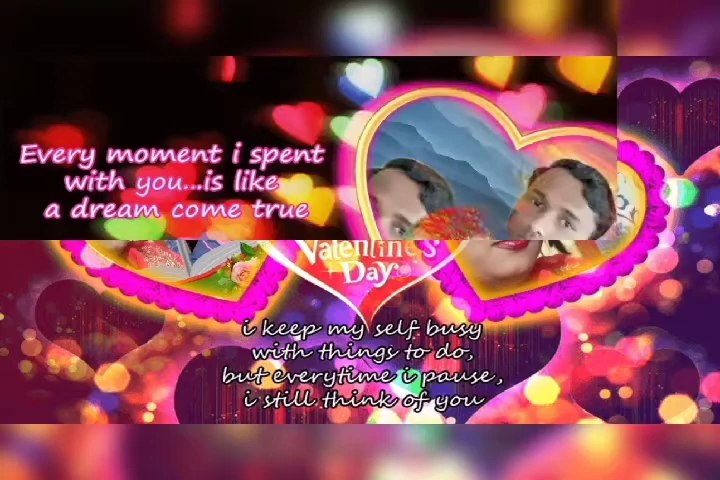 Every moment i spent
with you...is like
a dream come true
Valentine's
Day
i keep my self busy
with things to do,
but everytime i pause,
i still think of you